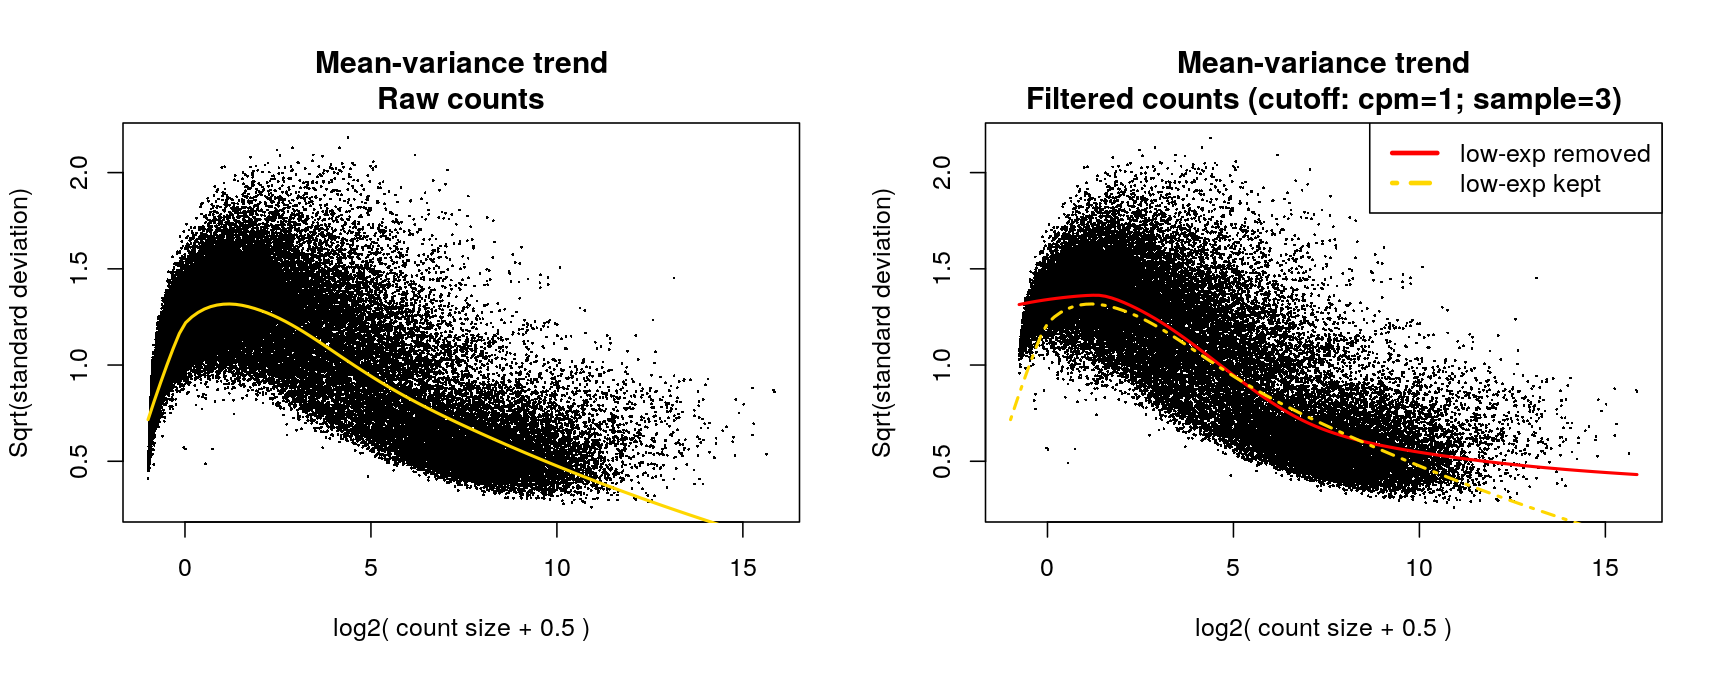 Mean-variance trend
Raw counts
Sqrt(standard deviation)
2.0
1.5
1.0
0.5
0
5
10
15
log2( count size + 0.5 )
Mean-variance trend
Filtered counts (cutoff: cpm=1; sample=3)
low-exp removed
low-exp kept
Sqrt(standard deviation)
2.0
1.5
1.0
0.5
0
5
10
15
log2( count size + 0.5 )